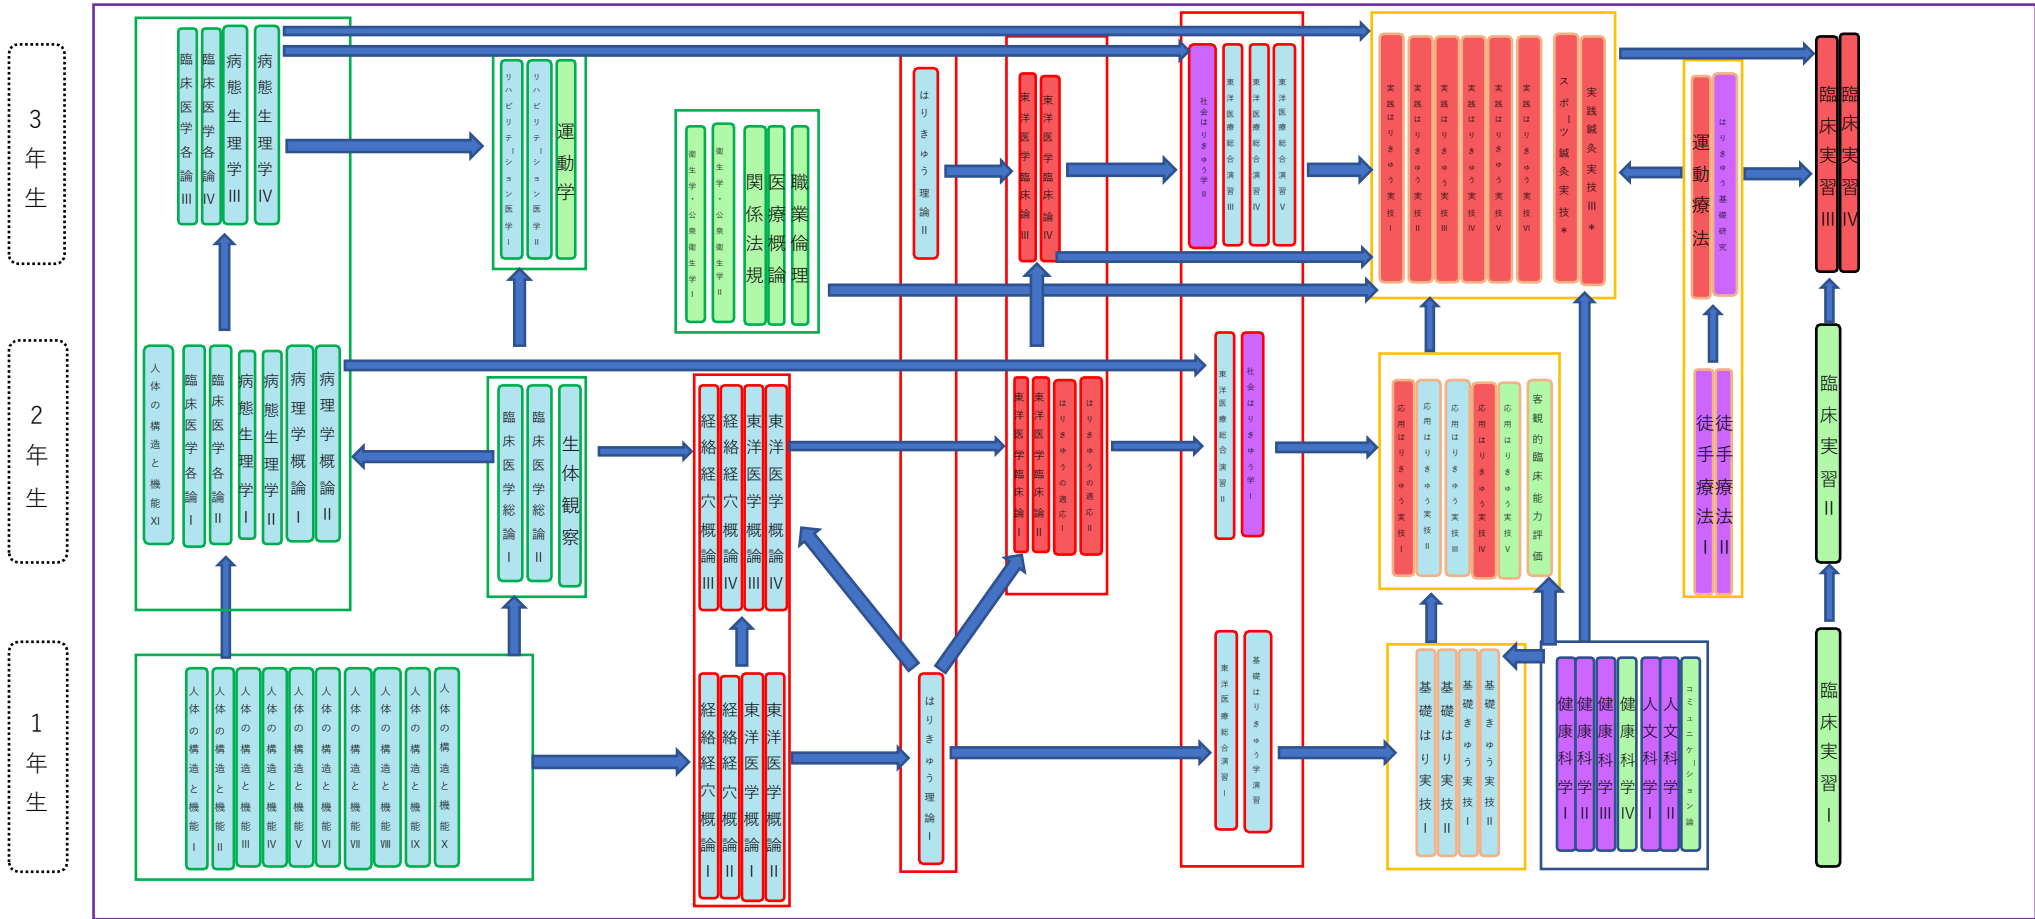 3年生
臨床医学各論III
臨床医学各論IV
病態生理学III
病態生理学IV
リハビリテーション医学I
リハビリテーション医学II
運動学
衛生学・公衆衛生学I
衛生学・公衆衛生学II
関係法規
医療概論
職業倫理
はりきゅう理論II
東洋医学臨床論III
東洋医学臨床論IV
社会はりきゅう学II
東洋医療総合演習III
東洋医療総合演習IV
東洋医療総合演習V
実践はりきゅう実技I
実践はりきゅう実技II
実践はりきゅう実技III
実践はりきゅう実技IV
実践はりきゅう実技V
実践はりきゅう実技VI
スポーツ鍼灸実技*
実践鍼灸実技III*
運動療法
はりきゅう基礎研究
臨床実習III
臨床実習IV
2年生
人体の構造と機能XI
臨床医学各論I
臨床医学各論II
病態生理学I
病態生理学II
病理学概論I
病理学概論II
臨床医学総論I
臨床医学総論II
生体観察
経絡経穴概論III
経絡経穴概論IV
東洋医学概論III
東洋医学概論IV
東洋医学臨床論I
東洋医学臨床論II
はりきゅうの適応I
はりきゅうの適応II
東洋医療総合演習II
社会はりきゅう学I
応用はりきゅう実技I
応用はりきゅう実技II
応用はりきゅう実技III
応用はりきゅう実技IV
応用はりきゅう実技V
客観的臨床能力評価
徒手療法I
徒手療法II
臨床実習II
1年生
人体の構造と機能I
人体の構造と機能II
人体の構造と機能III
人体の構造と機能IV
人体の構造と機能V
人体の構造と機能VI
人体の構造と機能VII
人体の構造と機能VIII
人体の構造と機能IX
人体の構造と機能X
経絡経穴概論I
経絡経穴概論II
東洋医学概論I
東洋医学概論II
はりきゅう理論I
東洋医療総合演習I
基礎はりきゅう学演習
基礎はり実技I
基礎はり実技II
基礎きゅう実技I
基礎きゅう実技II
健康科学I
健康科学II
健康科学III
健康科学IV
人文科学I
人文科学II
コミュニケーション論
臨床実習I